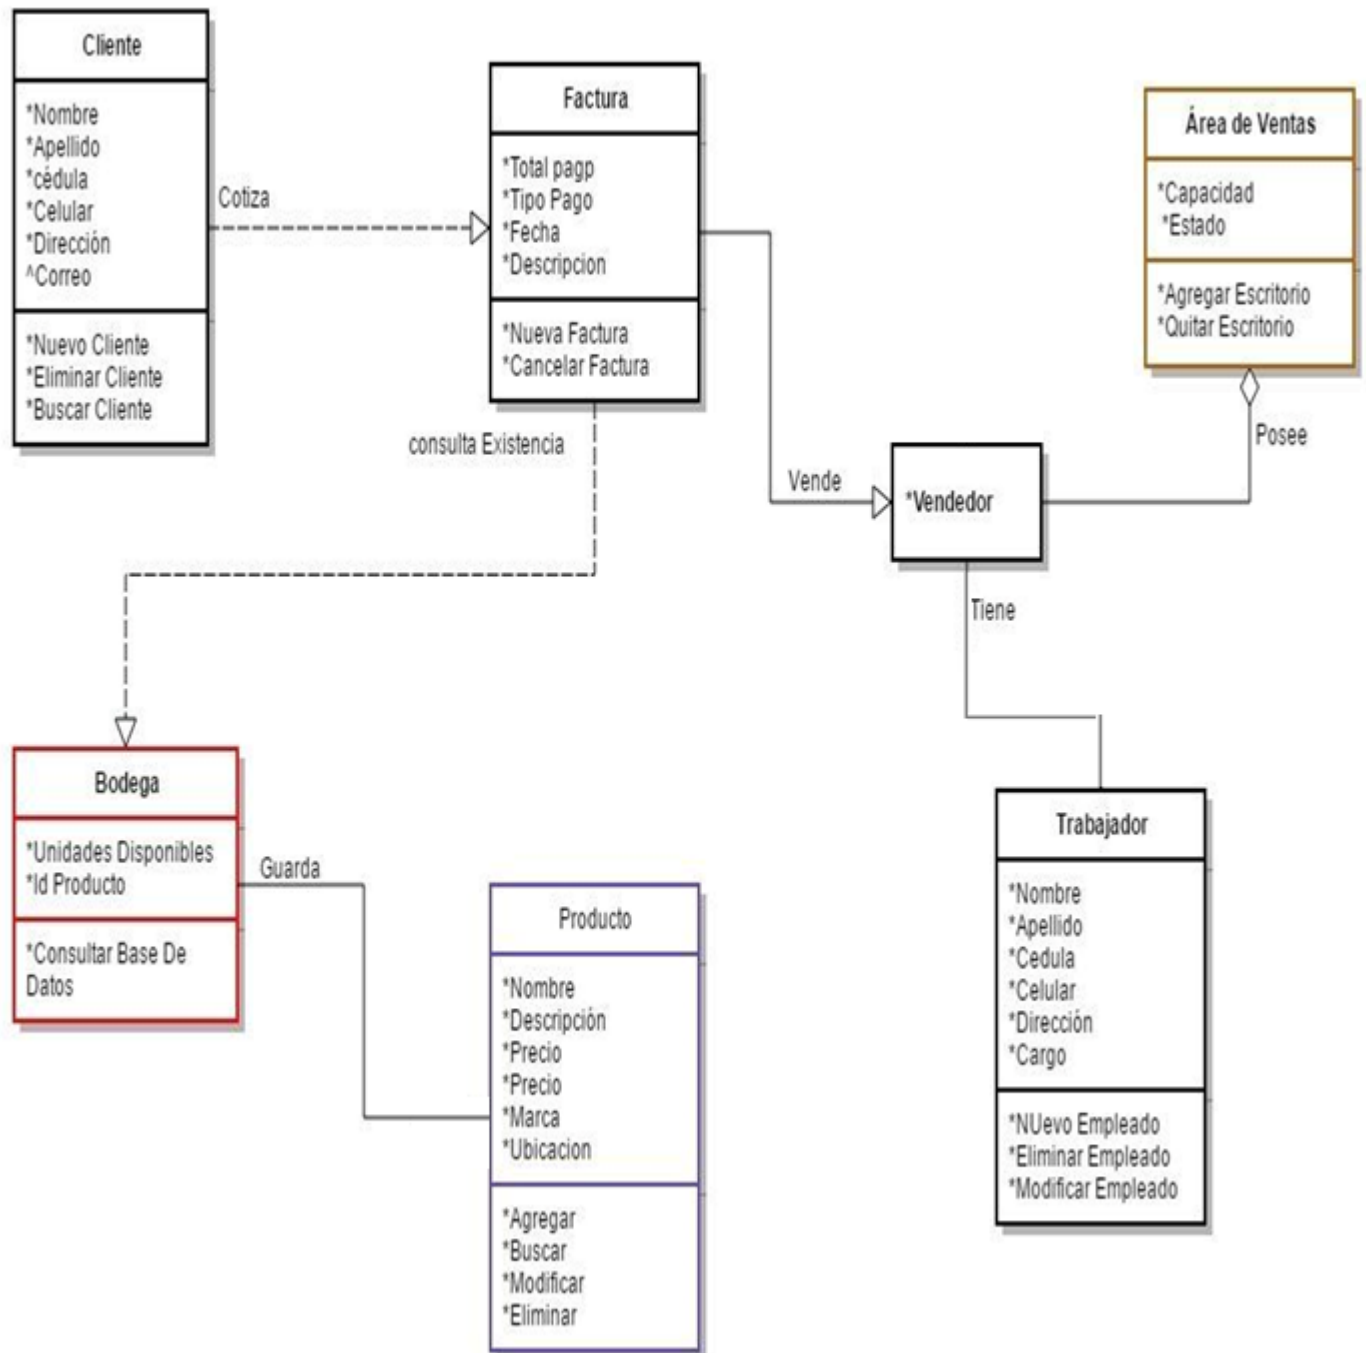 Cliente
*Nombre
*Apellido
*cédula
*Celular
*Dirección
^Correo
*Nuevo Cliente
*Eliminar Cliente
*Buscar Cliente
Cotiza
Factura
*Total pagp
*Tipo Pago
*Fecha
*Descripcion
*Nueva Factura
*Cancelar Factura
consulta Existencia
Vende
*Vendedor
Área de Ventas
*Capacidad
*Estado
*Agregar Escritorio
*Quitar Escritorio
Posee
Tiene
Bodega
*Unidades Disponibles
*Id Producto
*Consultar Base De
Datos
Guarda
Producto
*Nombre
*Descripción
*Precio
*Precio
*Marca
*Ubicacion
*Agregar
*Buscar
*Modificar
*Eliminar
Trabajador
*Nombre
*Apellido
*Cedula
*Celular
*Dirección
*Cargo
*NUevo Empleado
*Eliminar Empleado
*Modificar Empleado